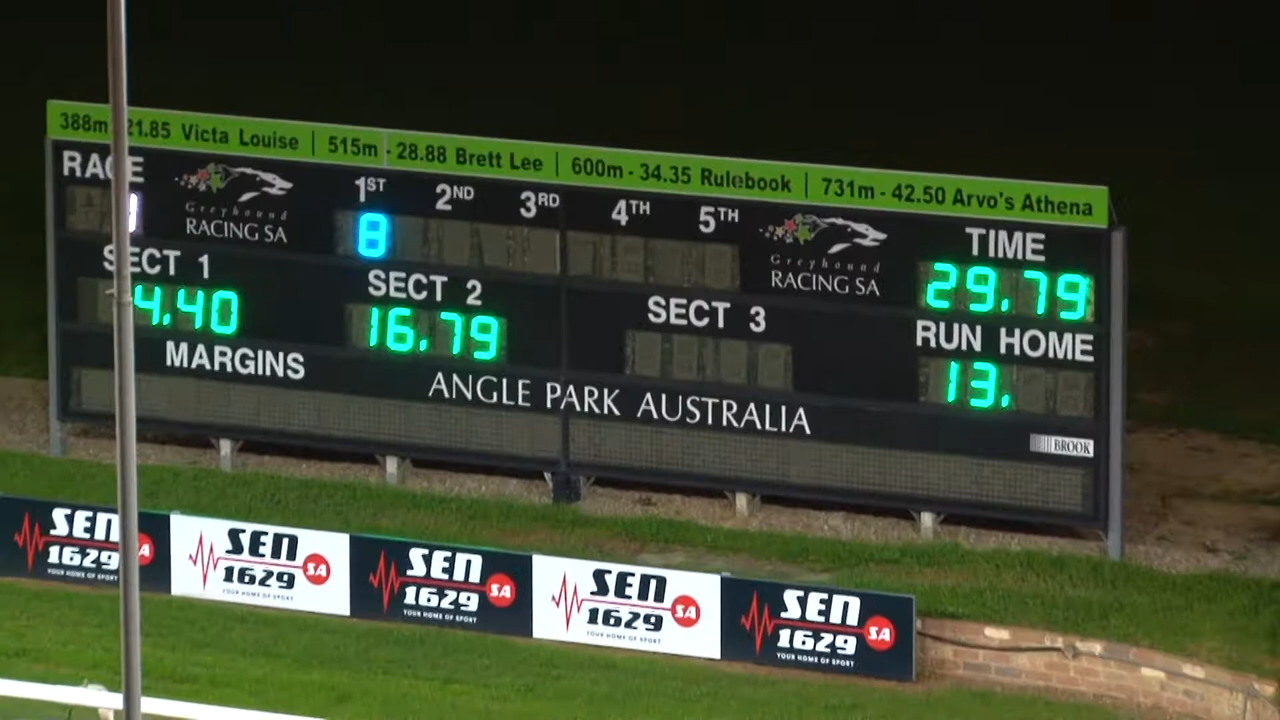 388m 21.85 Victa Louise | 515m - 28.88 Brett Lee | 600m - 34.35 Rulebook | 731m - 42.50 Arvo's Athena
RACE
Greyhound
RACING SA
1ST 2ND 3RD 4TH 5TH
8
Greyhound
RACING SA
TIME
29.79
SECT 1
4.40
SECT 2
16.79
SECT 3
RUN HOME
13.
MARGINS
ANGLE PARK AUSTRALIA
BROOK
SEN
1629
YOUR HOME OF SPORT
SEN
1629 SA
YOUR HOME OF SPORT
SEN
1629 SA
YOUR HOME OF SPORT
SEN
1629 SA
YOUR HOME OF SPORT
SEN
1629 SA
YOUR HOME OF SPORT